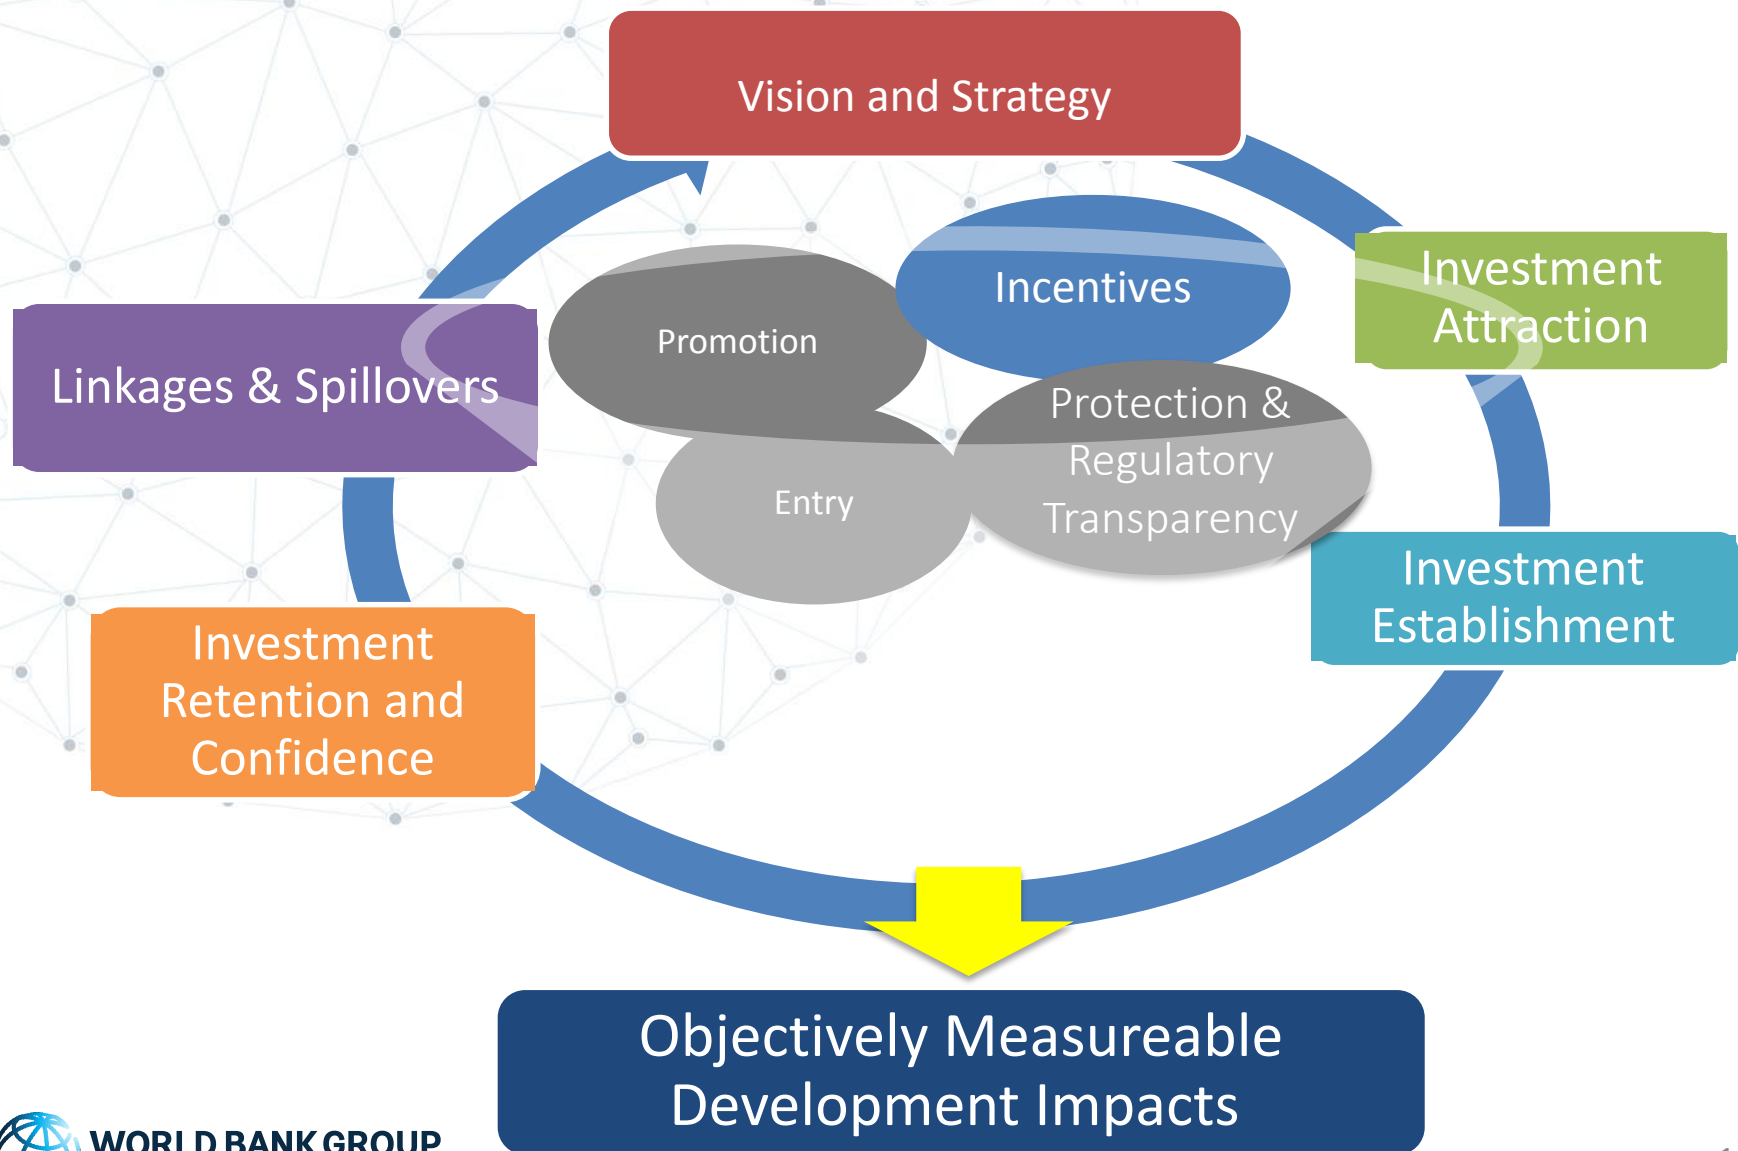 Vision and Strategy
Incentives
Investment
Attraction
Promotion
Linkages & Spillovers
Protection &
Regulatory
Transparency
Entry
Investment
Establishment
Investment
Retention and
Confidence
Objectively Measureable
Development Impacts
WORLD BANK GROUP